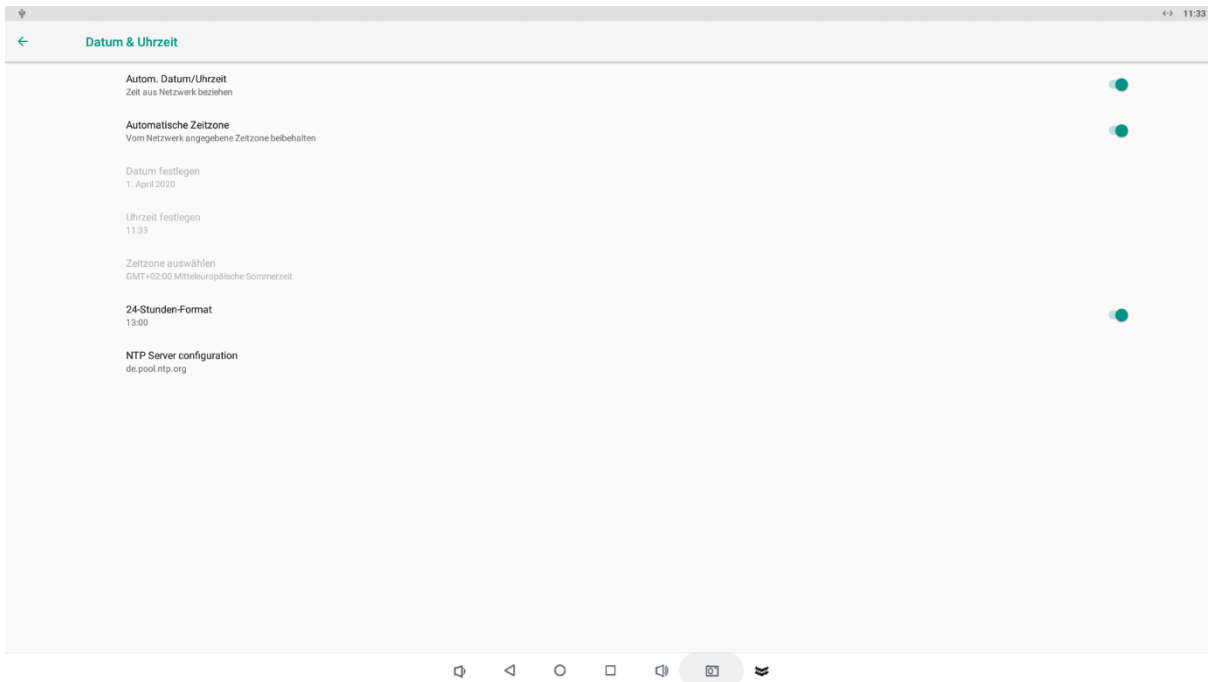 11:33
Datum & Uhrzeit
Autom. Datum/Uhrzeit
Zeit aus Netzwerk beziehen
Automatische Zeitzone
Vom Netzwerk angegebene Zeitzone beibehalten
Datum festlegen
1. April 2020
Uhrzeit festlegen
11:33
Zeitzone auswählen
GMT+02:00 Mitteleuropäische Sommerzeit
24-Stunden-Format
13:00
NTP Server configuration
de.pool.ntp.org